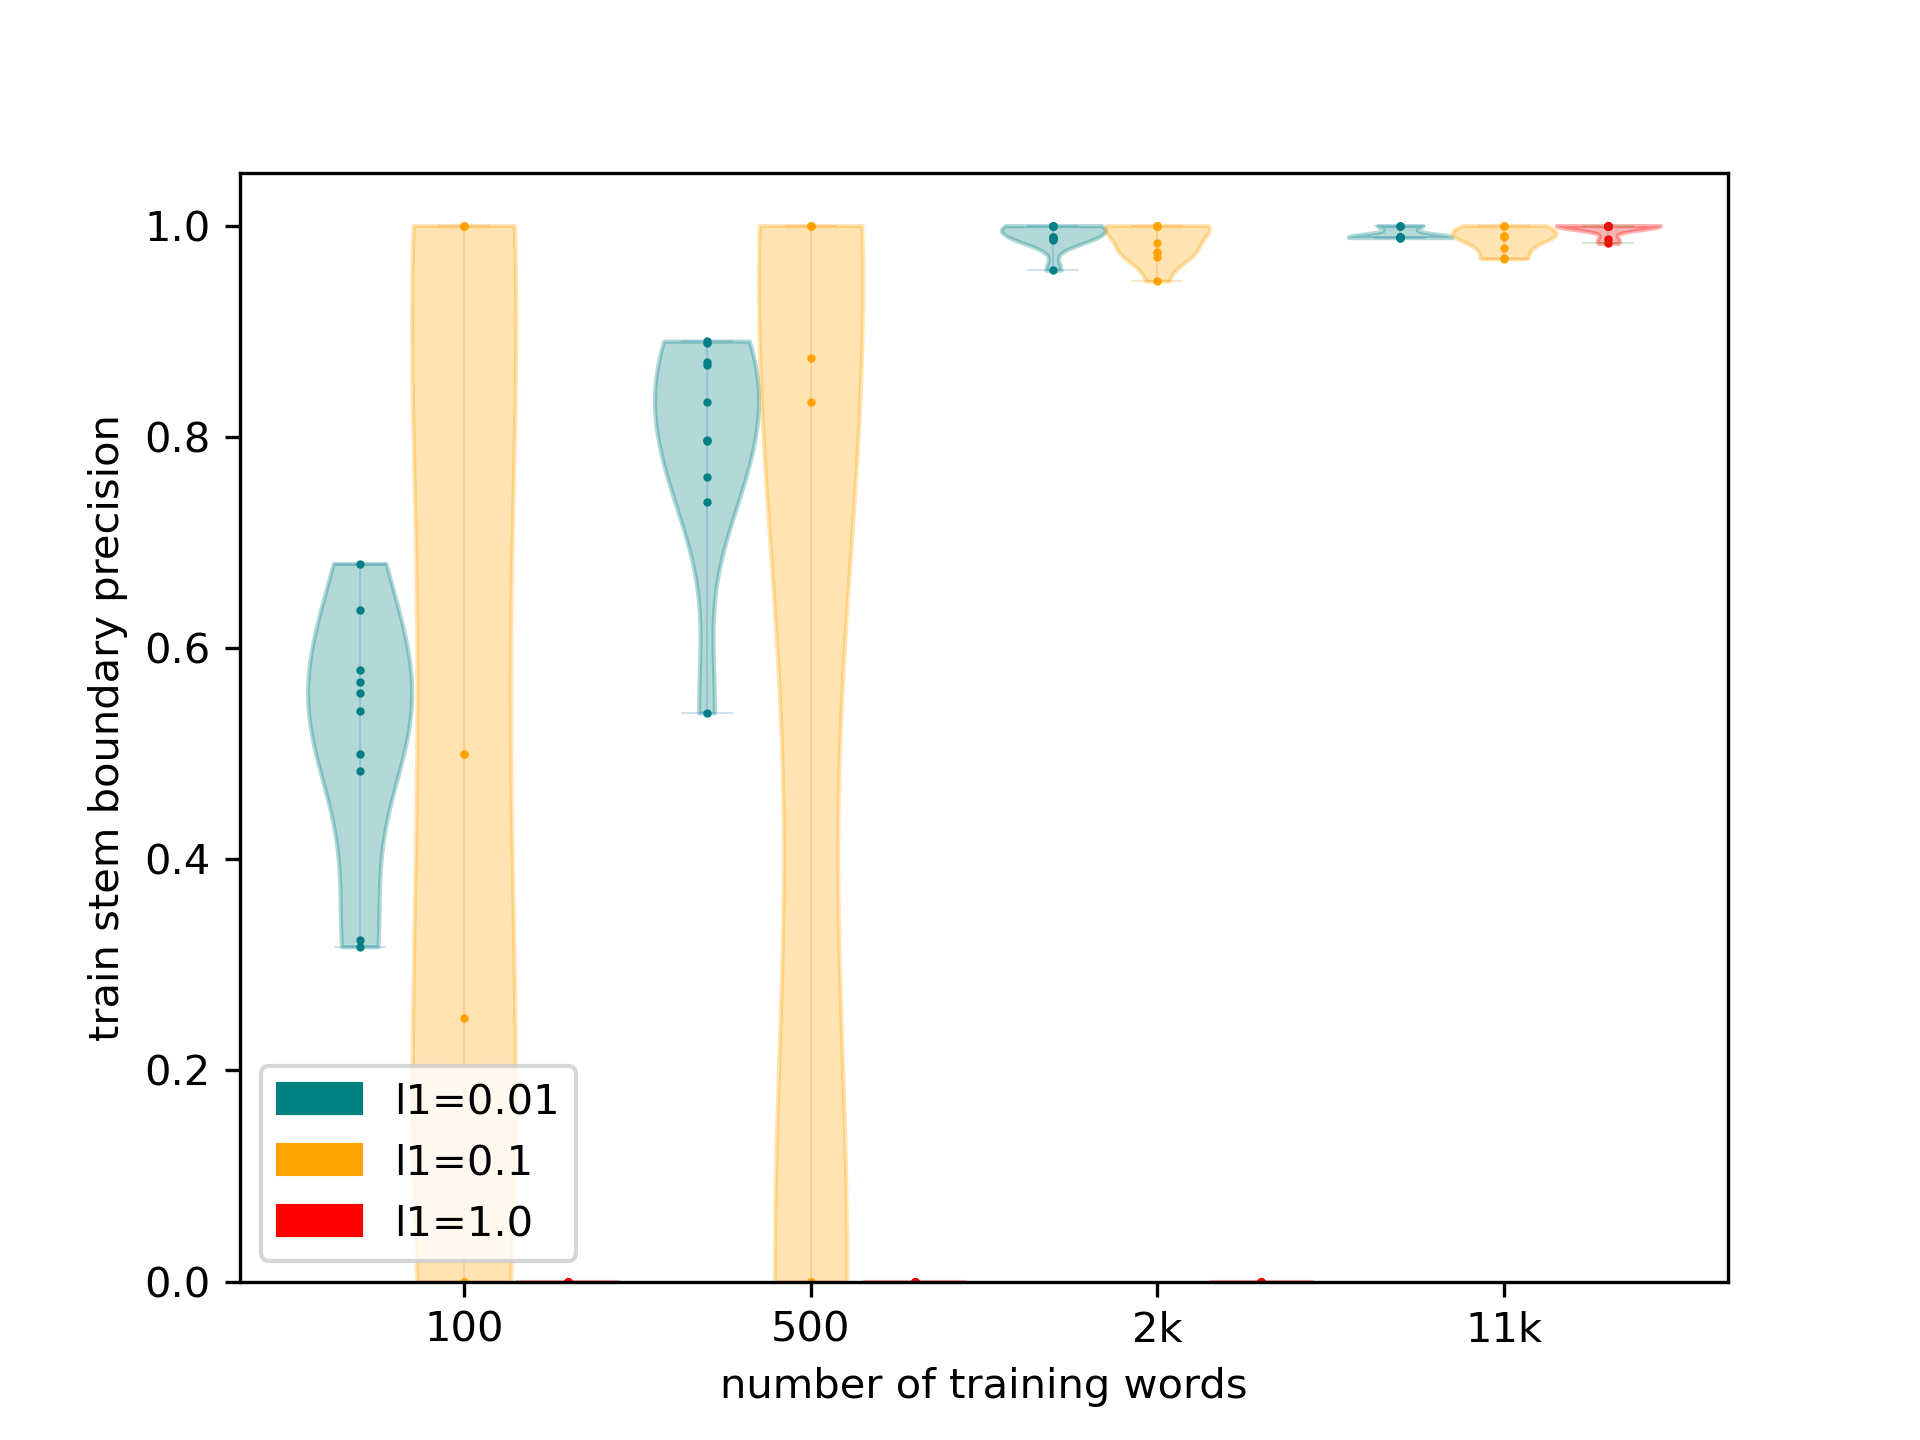 train stem boundary precision
1.0
0.8
0.6
0.4
0.2
0.0
l1=0.01
l1=0.1
l1=1.0
100 500 2k 11k
number of training words